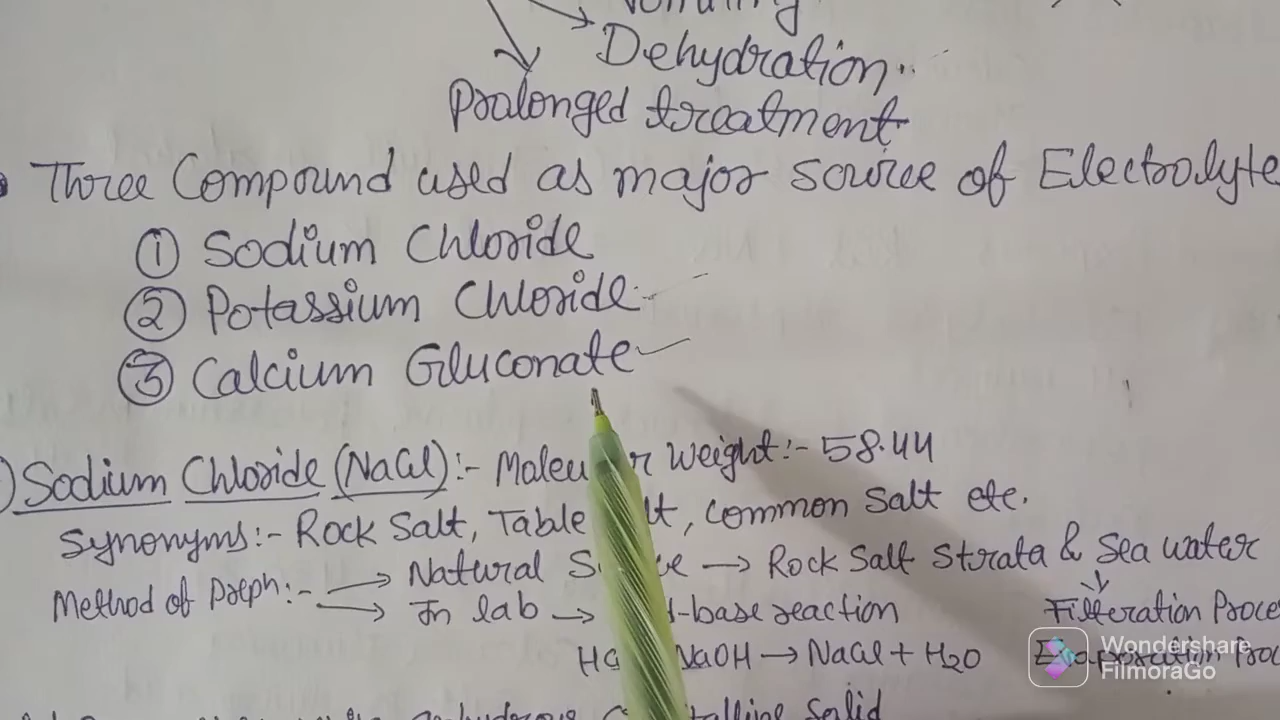 Dehydration.
Prolonged treatment
Three Compound used as major source of Electrolyte
① Sodium Chloride
② Potassium Chloride
③ Calcium Gluconate
Sodium Chloride (NaCl):- Weight:- 58.44
Synonyms:- Rock Salt, Table Common Salt etc.
Natural → Rock Salt Strata & Sea water
Method of Preph:- In lab → -base reaction Filteration
NaOH → NaCl + H2O
Solid
Wondershare
FilmoraGo